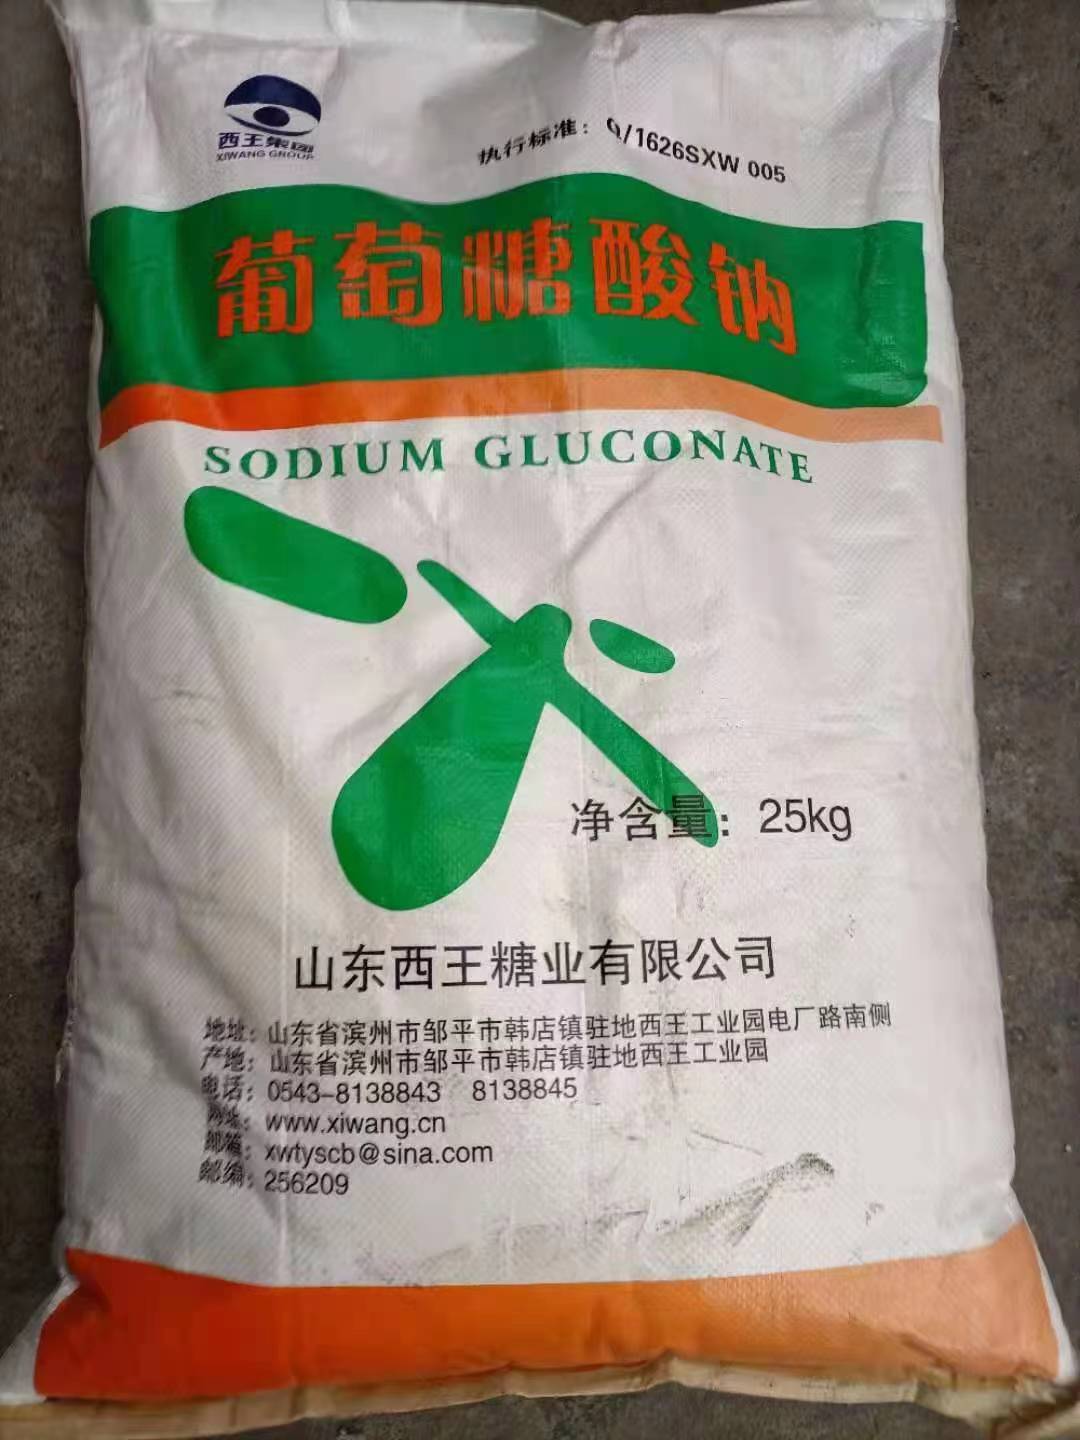 西王集团
XIWANG GROUP
执行标准：Q/1626SXW 005
葡萄糖酸钠
SODIUM GLUCONATE
净含量：25kg
山东西王糖业有限公司
地址：山东省滨州市邹平市韩店镇驻地西王工业园电厂路南侧
产地：山东省滨州市邹平市韩店镇驻地西王工业园
电话：0543-8138843 8138845
网址：www.xiwang.cn
邮箱：xwtyscb@sina.com
邮编：256209